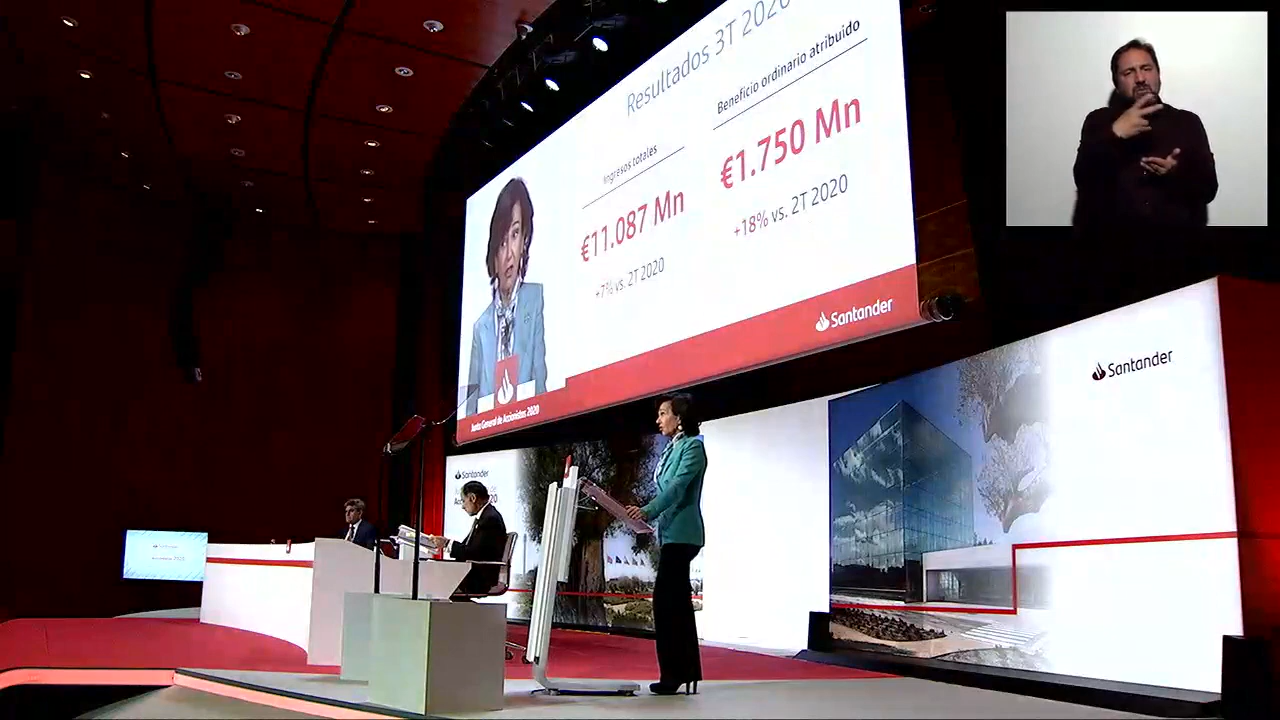 Resultados 3T 2020
Ingresos totales
€11.087 Mn
+7% vs. 2T 2020
Beneficio ordinario atribuido
€1.750 Mn
+18% vs. 2T 2020
Santander
Junta General de Accionistas 2020
Santander
Santander